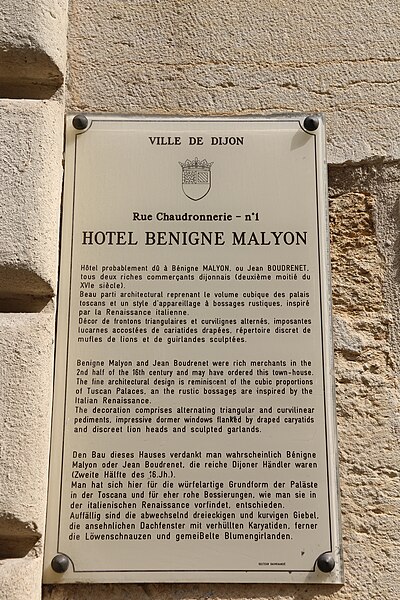 VILLE DE DIJON
Rue Chaudronnerie - n°1
HOTEL BENIGNE MALYON
Hôtel probablement dû à Bénigne MALYON, ou Jean BOUDRENET,
tous deux riches commerçants dijonnais (deuxième moitié du
XVIe siècle).
Beau parti architectural reprenant le volume cubique des palais
toscans et un style d'appareillage à bossages rustiques, inspiré
par la Renaissance italienne.
Décor de frontons triangulaires et curvilignes alternés, imposantes
lucarnes accostées de cariatides drapées, répertoire discret de
mufles de lions et de guirlandes sculptées.
Benigne Malyon and Jean Boudrenet were rich merchants in the
2nd half of the 16th century and may have ordered this town-house.
The fine architectural design is reminiscent of the cubic proportions
of Tuscan Palaces, an the rustic bossages are inspired by the
Italian Renaissance.
The decoration comprises alternating triangular and curvilinear
pediments, impressive dormer windows flanked by draped caryatids
and discreet lion heads and sculpted garlands.
Den Bau dieses Hauses verdankt man wahrscheinlich Bénigne
Malyon oder Jean Boudrenet, die reiche Dijoner Händler waren
(Zweite Hälfte des 16.Jh.).
Man hat sich hier für die würfelartige Grundform der Paläste
in der Toscana und für eher rohe Bossierungen, wie man sie in
der italienischen Renaissance vorfindet, entschieden.
Auffällig sind die abwechselnd dreieckigen und kurvigen Giebel,
die ansehnlichen Dachfenster mit verhüllten Karyatiden, ferner
die Löwenschnauzen und gemeißelte Blumengirlanden.
SECTEUR SAUVEGARDÉ